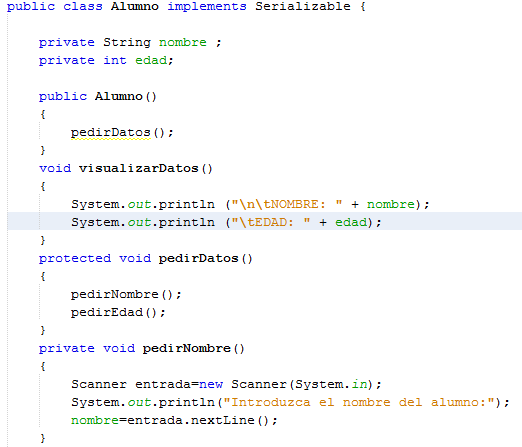 public class Alumno implements Serializable {
private String nombre ;
private int edad;
public Alumno()
{
pedirDatos();
}
void visualizarDatos()
{
System.out.println ("\n\tNOMBRE: " + nombre);
System.out.println ("\tEDAD: " + edad);
}
protected void pedirDatos()
{
pedirNombre();
pedirEdad();
}
private void pedirNombre()
{
Scanner entrada=new Scanner(System.in);
System.out.println("Introduzca el nombre del alumno:");
nombre=entrada.nextLine();
}